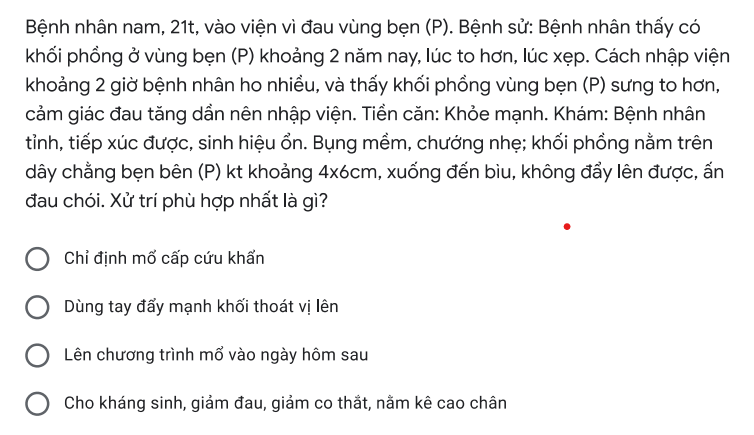 Bệnh nhân nam, 21t, vào viện vì đau vùng bẹn (P). Bệnh sử: Bệnh nhân thấy có
khối phồng ở vùng bẹn (P) khoảng 2 năm nay, lúc to hơn, lúc xẹp. Cách nhập viện
khoảng 2 giờ bệnh nhân ho nhiều, và thấy khối phồng vùng bẹn (P) sưng to hơn,
cảm giác đau tăng dần nên nhập viện. Tiền căn: Khỏe mạnh. Khám: Bệnh nhân
tỉnh, tiếp xúc được, sinh hiệu ổn. Bụng mềm, chướng nhẹ; khối phồng nằm trên
dây chằng bẹn bên (P) kt khoảng 4x6cm, xuống đến bìu, không đẩy lên được, ấn
đau chói. Xử trí phù hợp nhất là gì?
Chỉ định mổ cấp cứu khẩn
Dùng tay đẩy mạnh khối thoát vị lên
Lên chương trình mổ vào ngày hôm sau
Cho kháng sinh, giảm đau, giảm co thắt, nằm kê cao chân